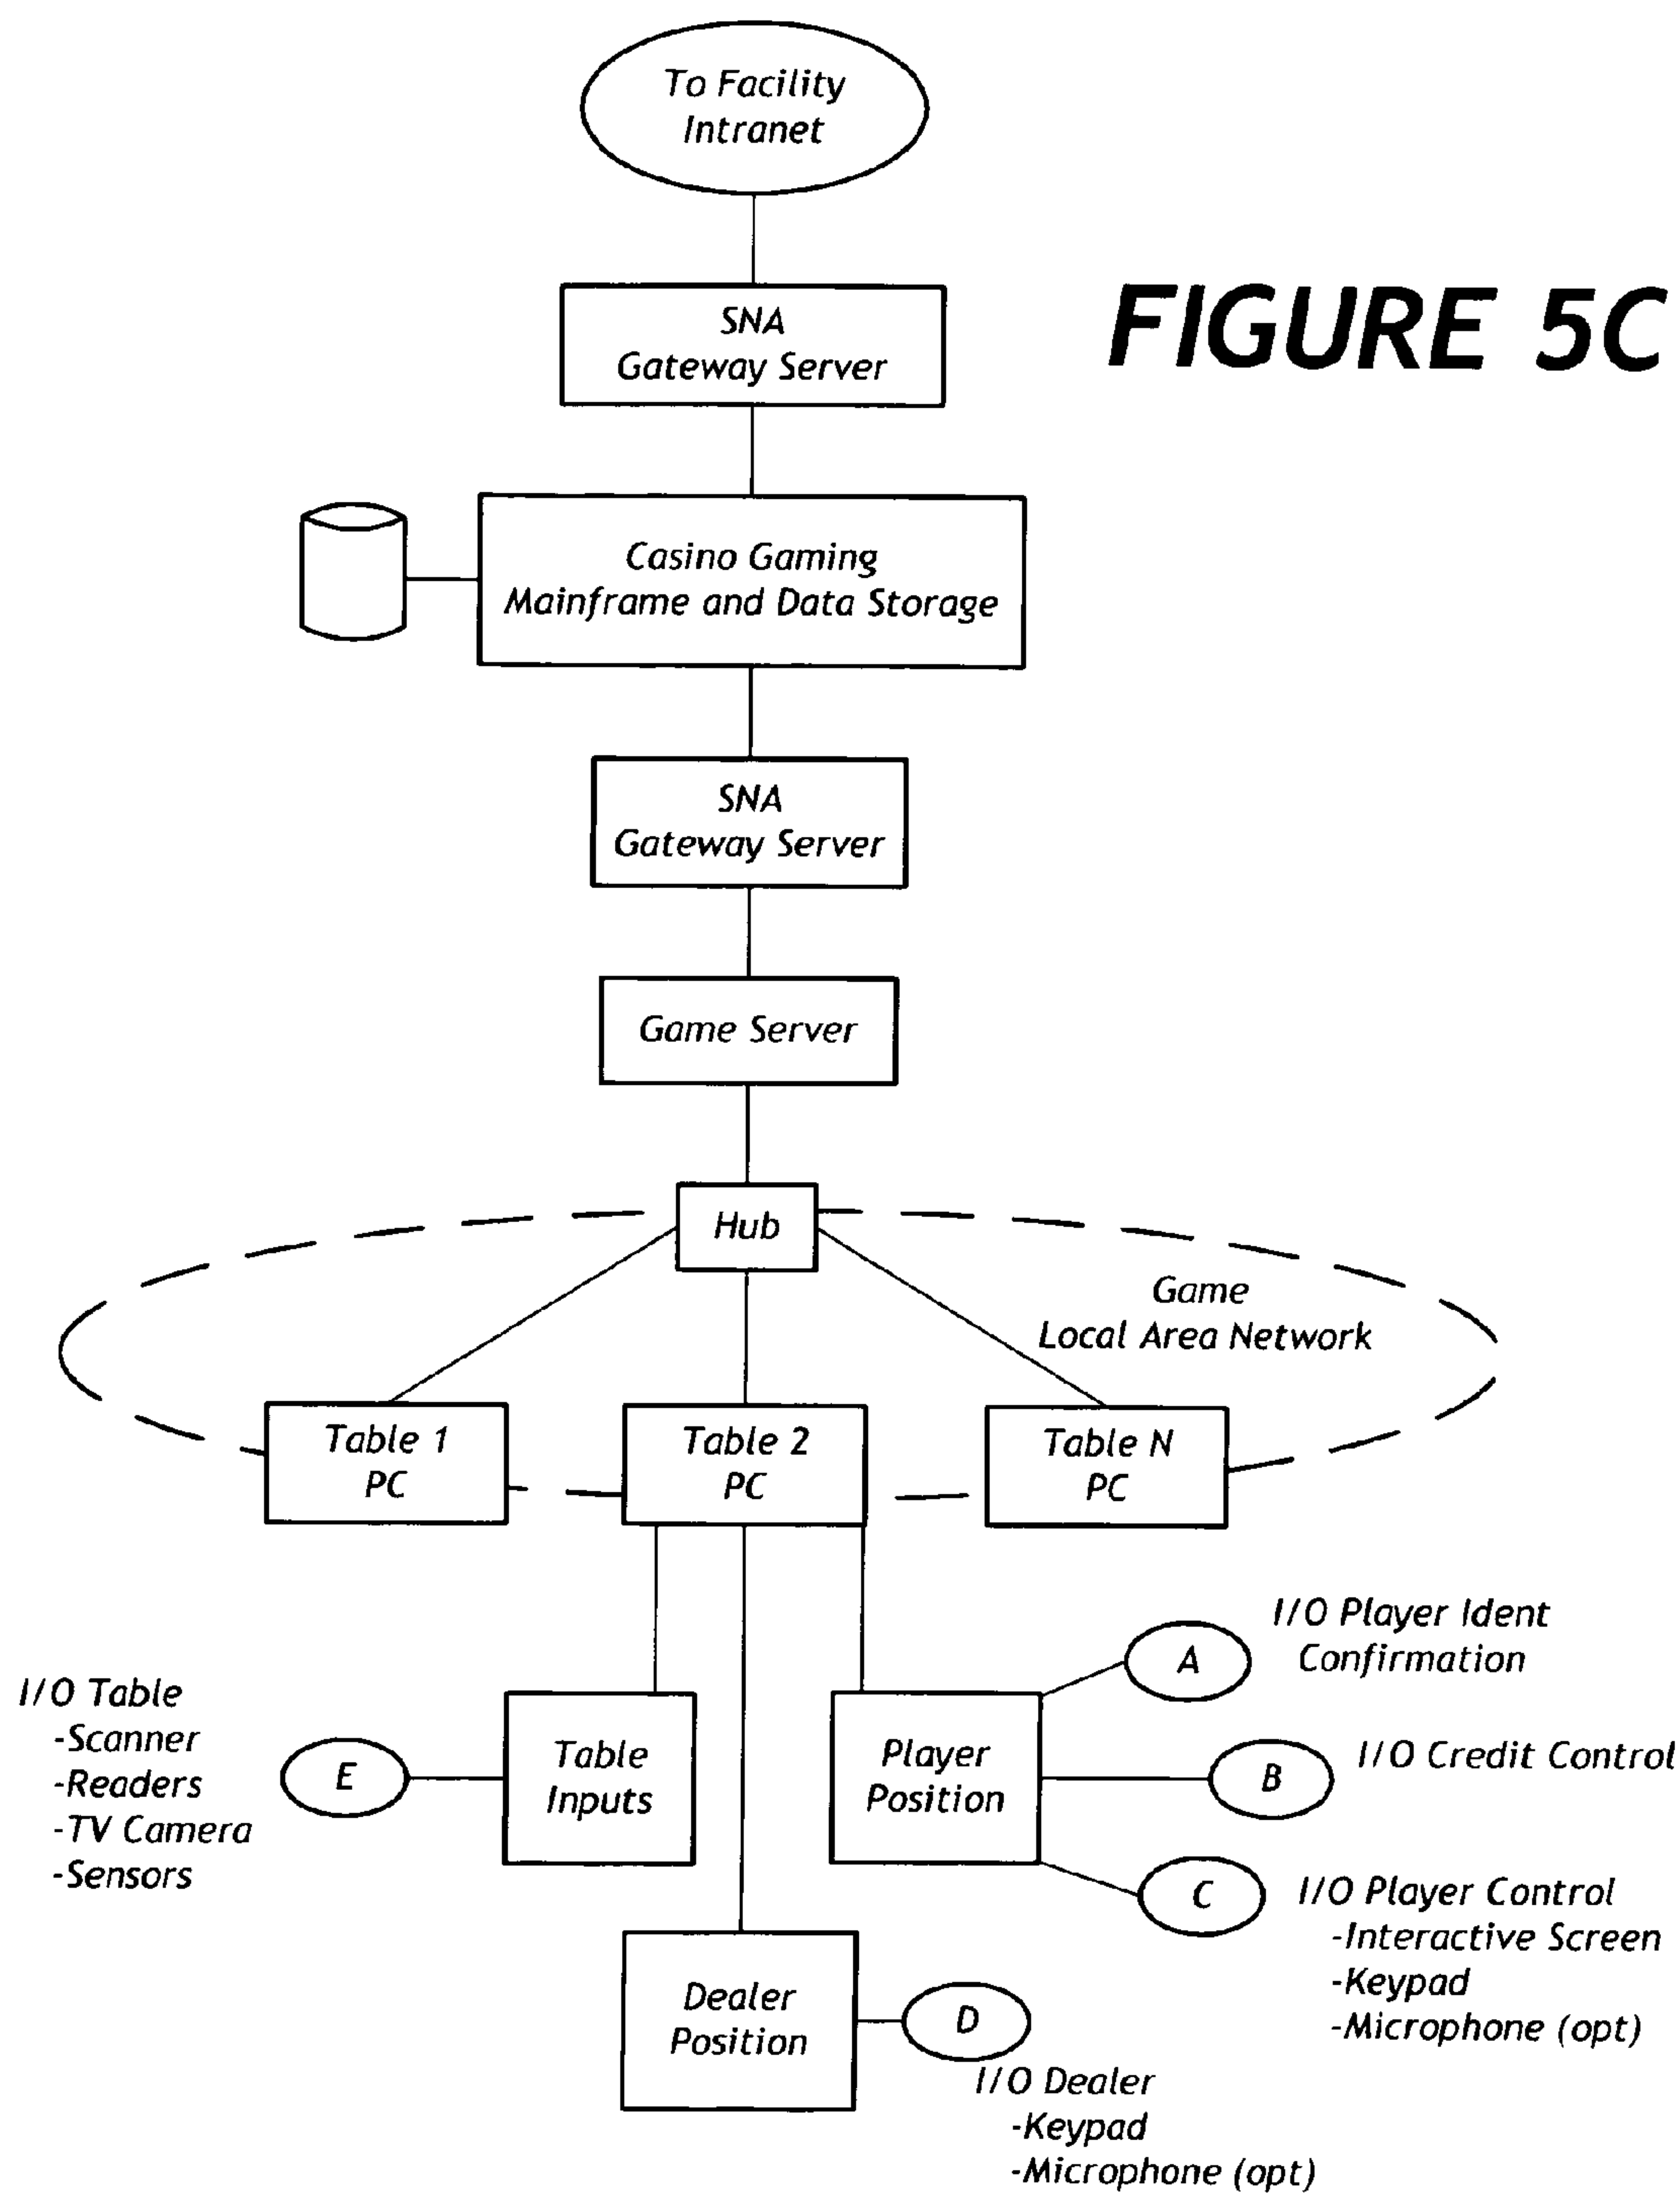 To Facility
Intranet
FIGURE 5C
SNA
Gateway Server
Casino Gaming
Mainframe and Data Storage
SNA
Gateway Server
Game Server
Hub
Game
Local Area Network
Table 1
PC
Table 2
PC
Table N
PC
I/O Player Ident
Confirmation
A
I/O Table
-Scanner
-Readers
-TV Camera
-Sensors
E
Table
Inputs
Player
Position
B
I/O Credit Control
C
I/O Player Control
-Interactive Screen
-Keypad
-Microphone (opt)
Dealer
Position
D
I/O Dealer
-Keypad
-Microphone (opt)